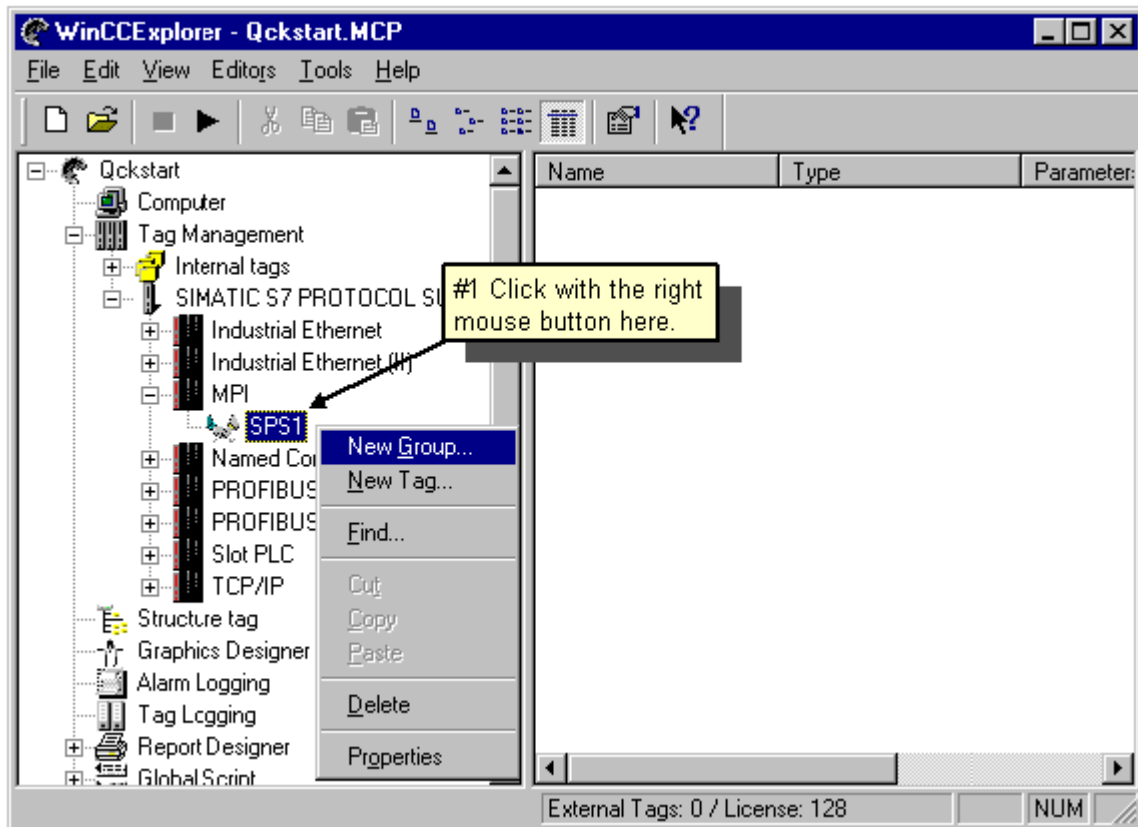 WinCCExplorer - Qckstart.MCP
File Edit View Editors Tools Help
Name Type Parameter
Qckstart
Computer
Tag Management
Internal tags
SIMATIC S7 PROTOCOL SU
#1 Click with the right
mouse button here.
Industrial Ethernet
Industrial Ethernet (II)
MPI
SPS1
Named Co
PROFIBUS
PROFIBUS
Slot PLC
TCP/IP
Structure tag
Graphics Designer
Alarm Logging
Tag Logging
Report Designer
Global Script
New Group...
New Tag...
Find...
Cut
Copy
Paste
Delete
Properties
External Tags: 0 / License: 128 NUM